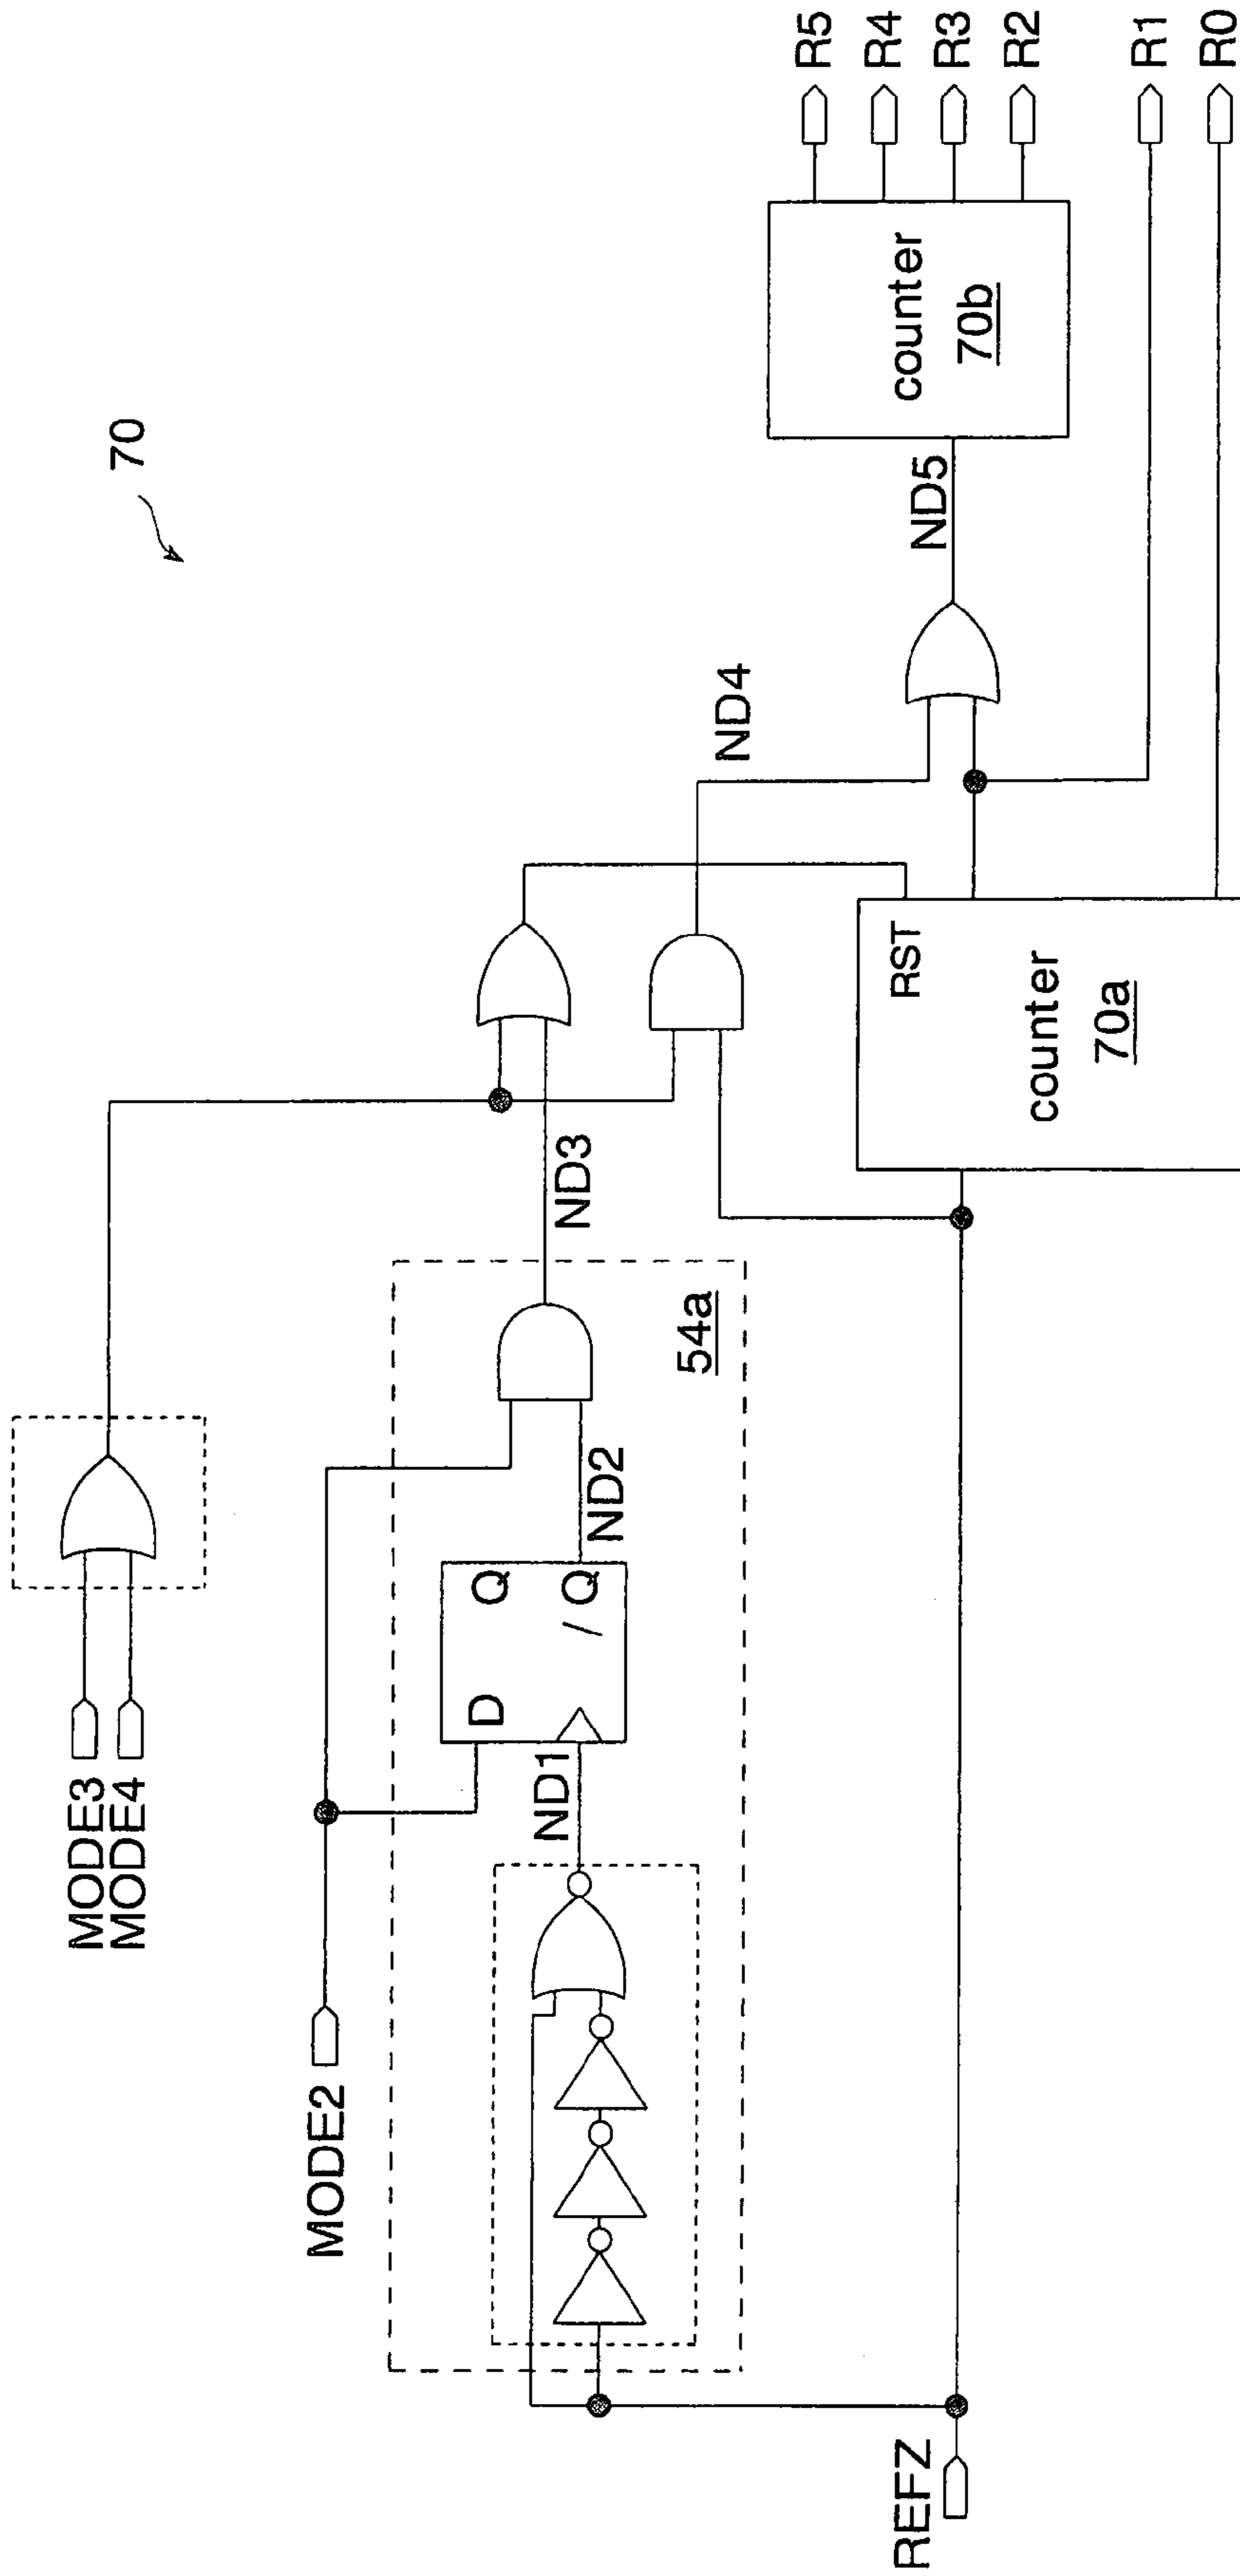 70
MODE3
MODE4
MODE2
REFZ
ND1
D
Q
/Q
ND2
54a
ND3
RST
counter
70a
ND4
ND5
counter
70b
R5
R4
R3
R2
R1
R0